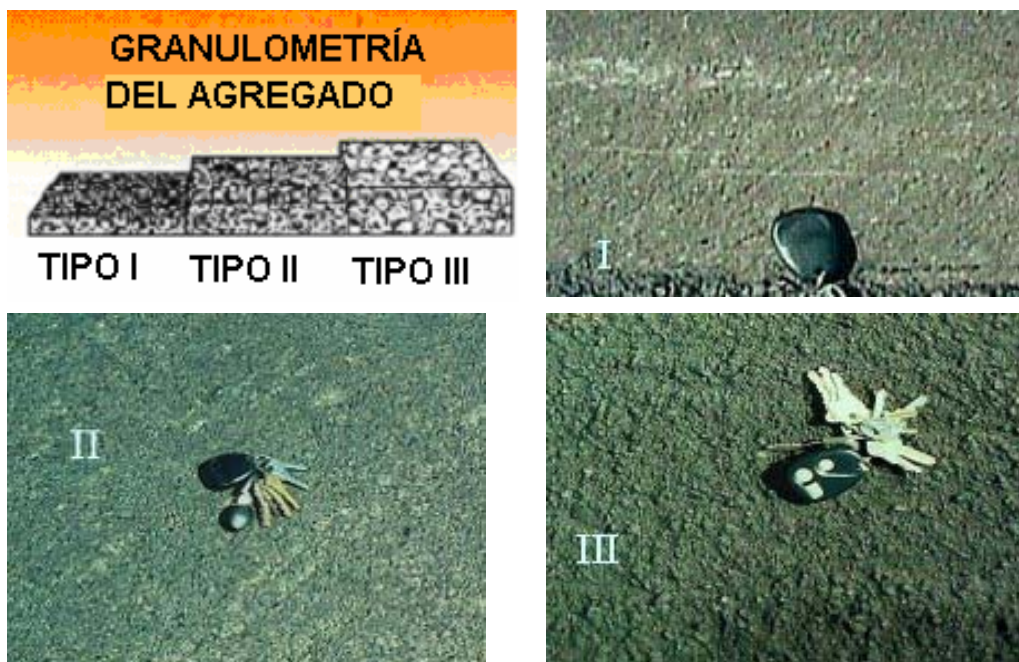 GRANULOMETRÍA
DEL AGREGADO
TIPO I
TIPO II
TIPO III
I
II
III